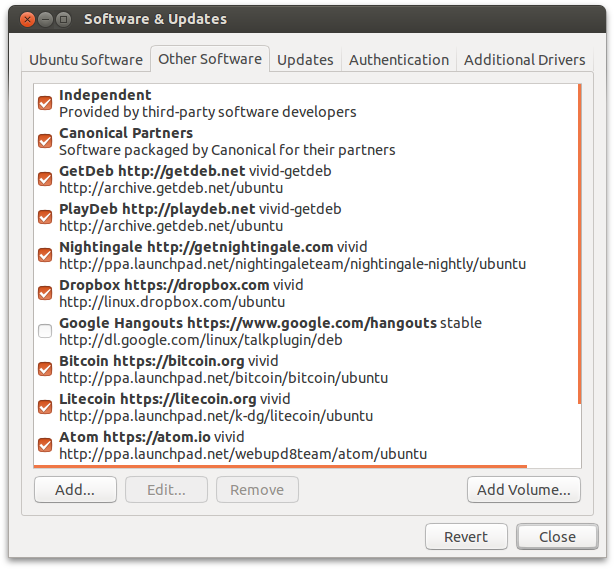 Software & Updates
Ubuntu Software Other Software Updates Authentication Additional Drivers
Independent
Provided by third-party software developers
Canonical Partners
Software packaged by Canonical for their partners
GetDeb http://getdeb.net vivid-getdeb
http://archive.getdeb.net/ubuntu
PlayDeb http://playdeb.net vivid-getdeb
http://archive.getdeb.net/ubuntu
Nightingale http://getnightingale.com vivid
http://ppa.launchpad.net/nightingaleteam/nightingale-nightly/ubuntu
Dropbox https://dropbox.com vivid
http://linux.dropbox.com/ubuntu
Google Hangouts https://www.google.com/hangouts stable
http://dl.google.com/linux/talkplugin/deb
Bitcoin https://bitcoin.org vivid
http://ppa.launchpad.net/bitcoin/bitcoin/ubuntu
Litecoin https://litecoin.org vivid
http://ppa.launchpad.net/k-dg/litecoin/ubuntu
Atom https://atom.io vivid
http://ppa.launchpad.net/webupd8team/atom/ubuntu
Add... Edit... Remove Add Volume...
Revert Close